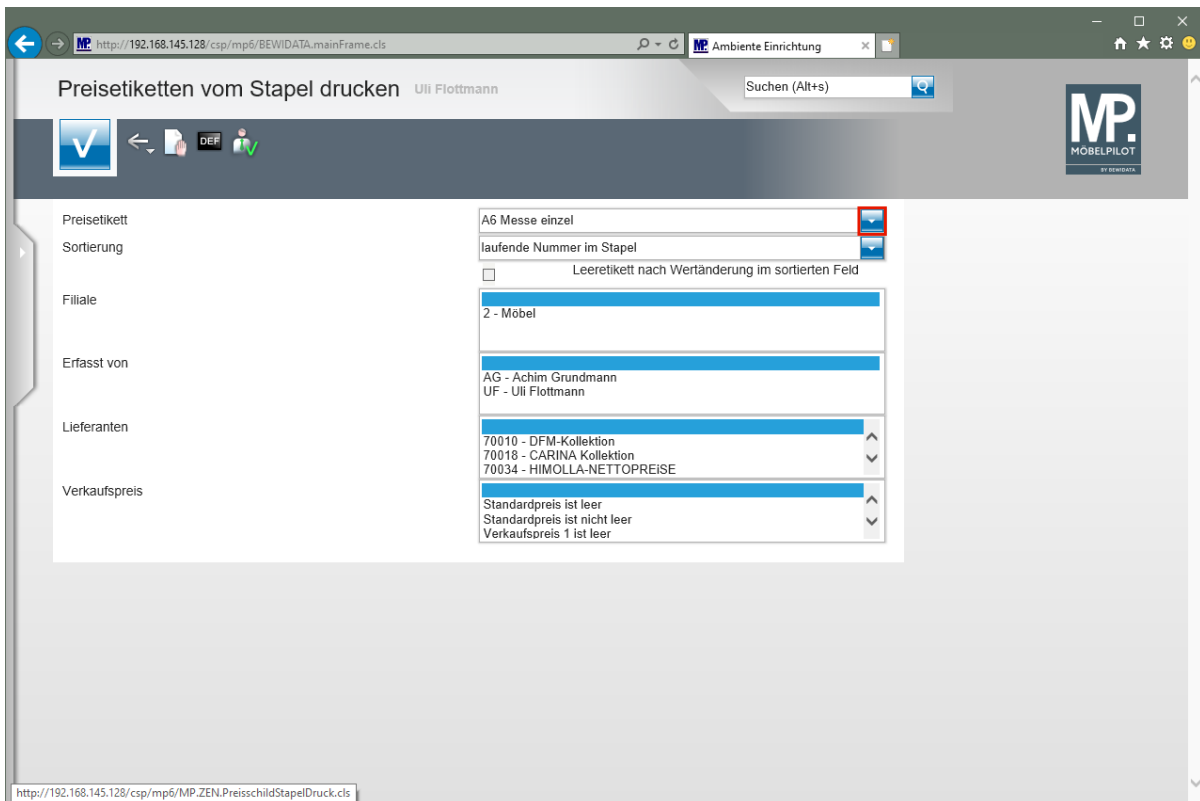 MP. http://192.168.145.128/csp/mp6/BEWIDATA.mainFrame.cls
MP. Ambiente Einrichtung
Preisetiketten vom Stapel drucken Uli Flottmann
Suchen (Alt+s)
MP.
MÖBELPILOT
BY BEWIDATA
DEF
Preisetikett
A6 Messe einzel
Sortierung
laufende Nummer im Stapel
Leeretikett nach Wertänderung im sortierten Feld
Filiale
2 - Möbel
Erfasst von
AG - Achim Grundmann
UF - Uli Flottmann
Lieferanten
70010 - DFM-Kollektion
70018 - CARINA Kollektion
70034 - HIMOLLA-NETTOPREiSE
Verkaufspreis
Standardpreis ist leer
Standardpreis ist nicht leer
Verkaufspreis 1 ist leer
http://192.168.145.128/csp/mp6/MP.ZEN.PreisschildStapelDruck.cls